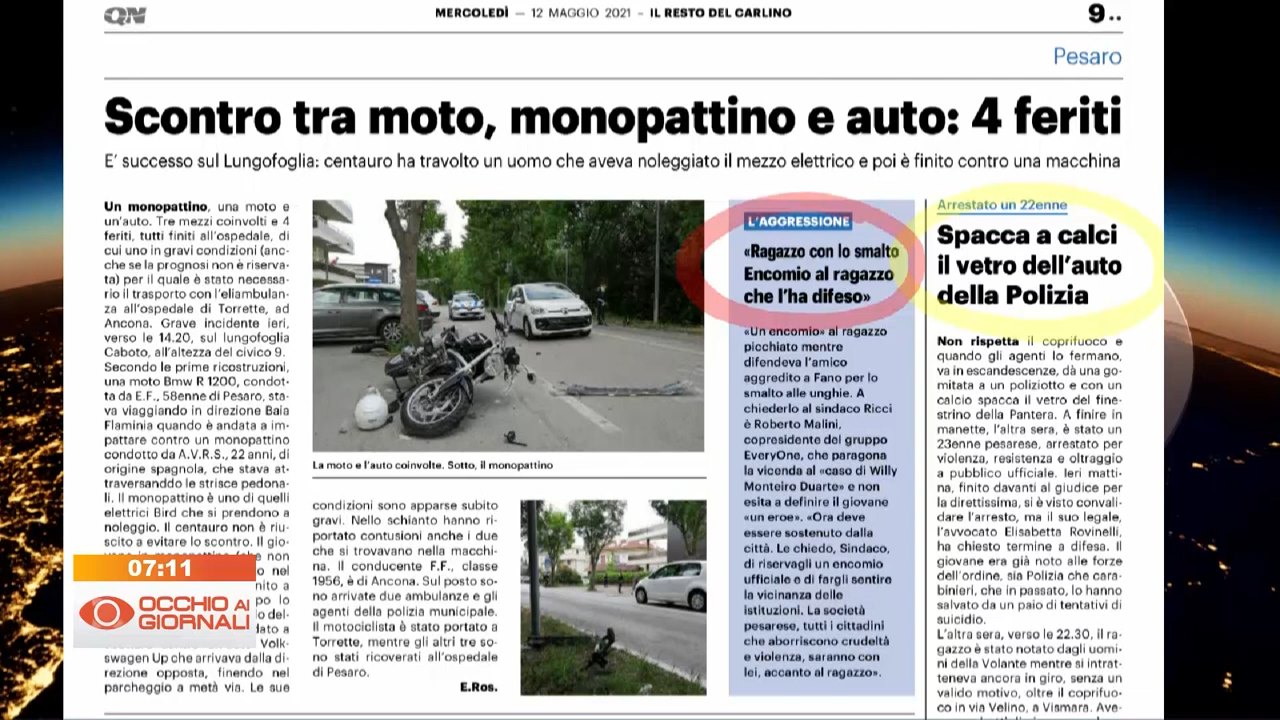 QN
MERCOLEDÌ — 12 MAGGIO 2021 – IL RESTO DEL CARLINO
9..
Pesaro
Scontro tra moto, monopattino e auto: 4 feriti
E' successo sul Lungofoglia: centauro ha travolto un uomo che aveva noleggiato il mezzo elettrico e poi è finito contro una macchina
Un monopattino, una moto e
un'auto. Tre mezzi coinvolti e 4
feriti, tutti finiti all'ospedale, di
cui uno in gravi condizioni (anc-
che se la prognosi non è riserva-
ta) per il quale è stato necessa-
rio il trasporto con l'eliambulan-
za all'ospedale di Torrette, ad
Ancona. Grave incidente ieri,
verso le 14.20, sul lungofoglia
Caboto, all'altezza del civico 9.
Secondo le prime ricostruzioni,
una moto Bmw R 1200, condot-
ta da E.F., 58enne di Pesaro, sta-
va viaggiando in direzione Baia
Flaminia quando è andata a im-
pattare contro un monopattino
condotto da A.V.R.S., 22 anni, di
origine spagnola, che stava at-
traversanddo le strisce pedona-
li. Il monopattino è uno di quelli
elettrici Bird che si prendono a
noleggio. Il centauro non è riu-
scito a evitare lo scontro. Il gio-
non
nel
nito a
po lo
del-
dato a
Volk-
swagen Up che arrivava dalla di-
rezione opposta, finendo nel
parcheggio a metà via. Le sue
La moto e l'auto coinvolte. Sotto, il monopattino
condizioni sono apparse subito
gravi. Nello schianto hanno ri-
portato contusioni anche i due
che si trovavano nella macchi-
na. Il conducente F.F., classe
1956, è di Ancona. Sul posto so-
no arrivate due ambulanze e gli
agenti della polizia municipale.
Il motociclista è stato portato a
Torrette, mentre gli altri tre so-
no stati ricoverati all'ospedale
di Pesaro.
E.Ros.
L'AGGRESSIONE
«Ragazzo con lo smalto
Encomio al ragazzo
che l'ha difeso»
«Un encomio» al ragazzo
picchiato mentre
difendeva l'amico
aggredito a Fano per lo
smalto alle unghie. A
chiederlo al sindaco Ricci
è Roberto Malini,
copresidente del gruppo
EveryOne, che paragona
la vicenda al «caso di Willy
Monteiro Duarte» e non
esita a definire il giovane
«un eroe». «Ora deve
essere sostenuto dalla
città. Le chiedo, Sindaco,
di riservagli un encomio
ufficiale e di fargli sentire
la vicinanza delle
istituzioni. La società
pesarese, tutti i cittadini
che aborriscono crudeltà
e violenza, saranno con
lei, accanto al ragazzo».
Arrestato un 22enne
Spacca a calci
il vetro dell'auto
della Polizia
Non rispetta il coprifuoco e
quando gli agenti lo fermano,
va in escandescenze, dà una go-
mitata a un poliziotto e con un
calcio spacca il vetro del fine-
strino della Pantera. A finire in
manette, l'altra sera, è stato un
23enne pesarese, arrestato per
violenza, resistenza e oltraggio
a pubblico ufficiale. Ieri matti-
na, finito davanti al giudice per
la direttissima, si è visto convali-
dare l'arresto, ma il suo legale,
l'avvocato Elisabetta Rovinelli,
ha chiesto termine a difesa. Il
giovane era già noto alle forze
dell'ordine, sia Polizia che cara-
binieri, che in passato, lo hanno
salvato da un paio di tentativi di
suicidio.
L'altra sera, verso le 22.30, il ra-
gazzo è stato notato dagli uomi-
ni della Volante mentre si intrat-
teneva ancora in giro, senza un
valido motivo, oltre il coprifuo-
co in via Velino, a Vismara. Ave-
07:11
OCCHIO AI
GIORNALI